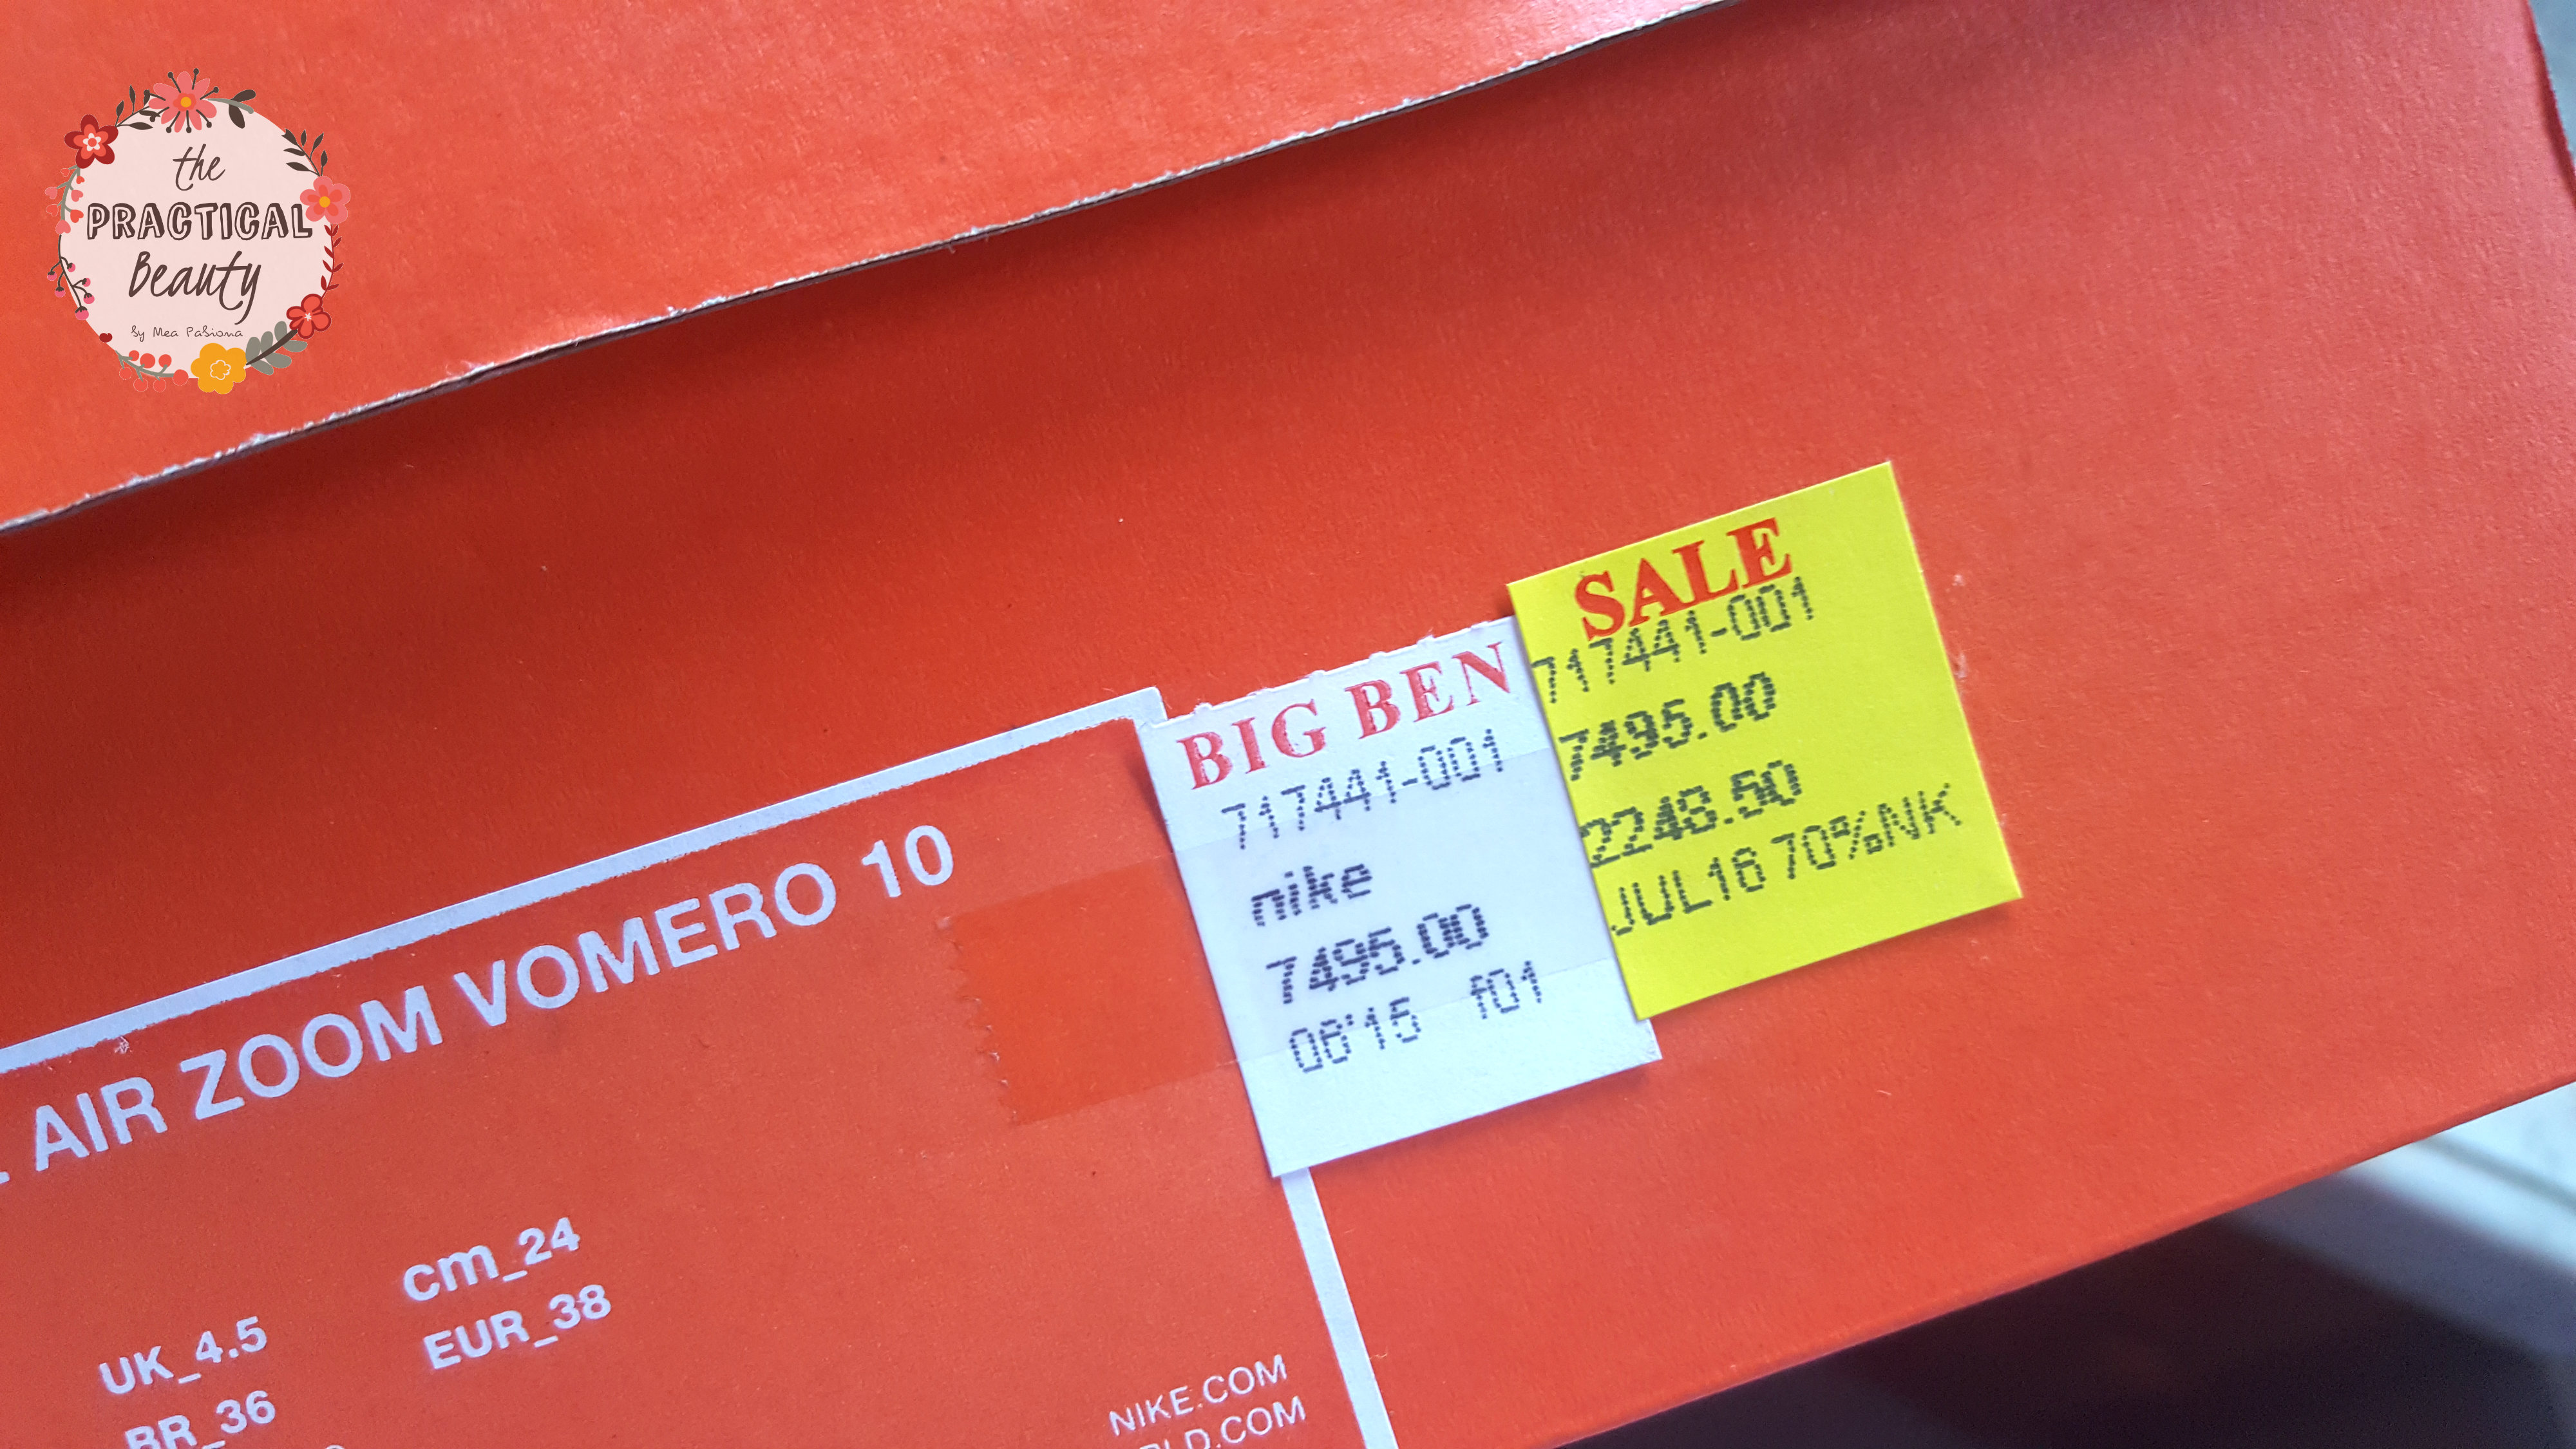 the
PRACTICAL
Beauty
by Mea Pabiona
SALE
717441-001
7495.00
2248.50
JUL16 70%NK
BIG BEN
717441-001
nike
7495.00
06'15 f01
AIR ZOOM VOMERO 10
cm_24
UK_4.5
EUR_38
BR_36
NIKE.COM